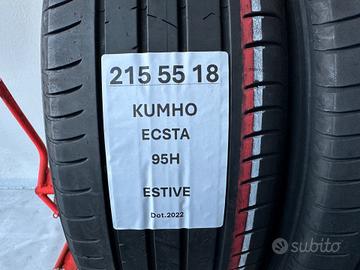 215 55 18
KUMHO
ECSTA
95H
ESTIVE
Dot.2022
subito